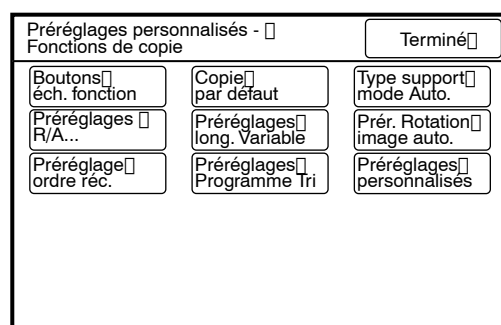 Préréglages personnalisés - 
Fonctions de copie
Terminé
Boutons
éch. fonction
Copie
par défaut
Type support
mode Auto.
Préréglages
R/A...
Préréglages
long. Variable
Prér. Rotation
image auto.
Préréglage
ordre réc.
Préréglages
Programme Tri
Préréglages
personnalisés